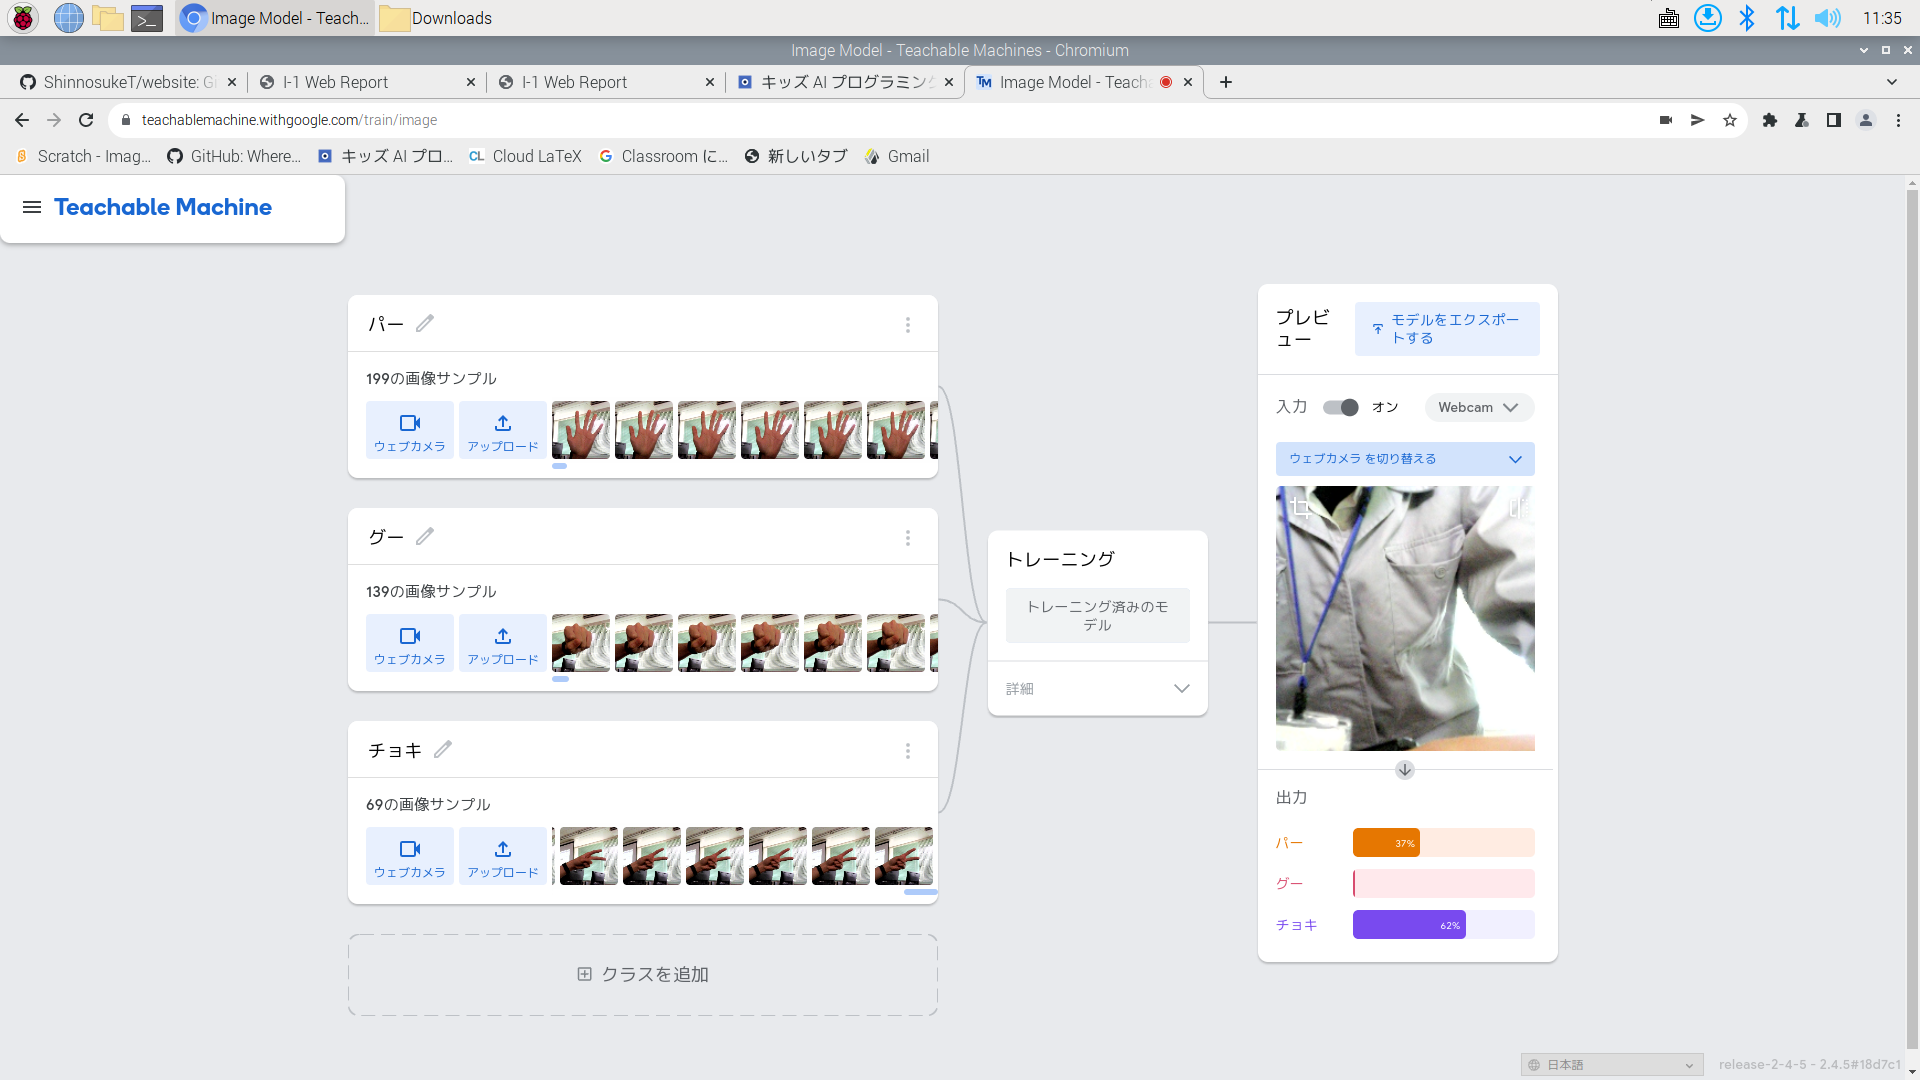 Image Model - Teach...
Downloads
11:35
Image Model - Teachable Machines - Chromium
ShinnosukeT/website: Gi
I-1 Web Report
I-1 Web Report
キッズ AI プログラミング
Image Model - Teacha
teachablemachine.withgoogle.com/train/image
Scratch - Imag...
GitHub: Where...
キッズ AI プロ...
CL Cloud LaTeX
Classroom に...
新しいタブ
Gmail
Teachable Machine
パー
199の画像サンプル
ウェブカメラ
アップロード
グー
139の画像サンプル
ウェブカメラ
アップロード
チョキ
69の画像サンプル
ウェブカメラ
アップロード
クラスを追加
トレーニング
トレーニング済みのモ
デル
詳細
プレビ
ュー
モデルをエクスポー
トする
入力
オン
Webcam
ウェブカメラ を切り替える
出力
パー
37%
グー
チョキ
62%
日本語
release-2-4-5 - 2.4.5#18d7c1